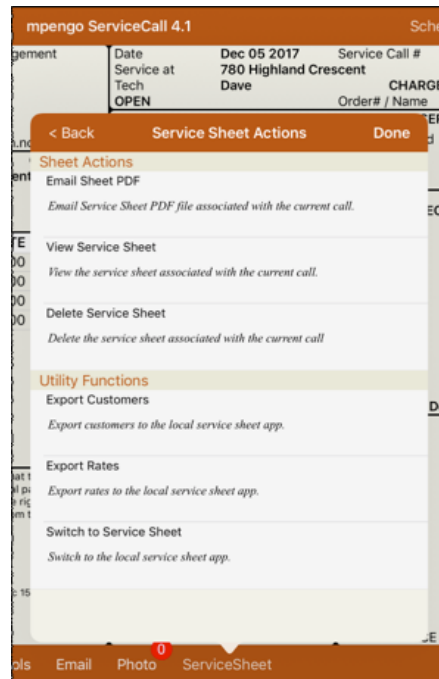 mpengo ServiceCall 4.1
Date Dec 05 2017 Service Call #
Service at 780 Highland Crescent
Tech Dave
OPEN Order# / Name
< Back Service Sheet Actions Done
Sheet Actions
Email Sheet PDF
Email Service Sheet PDF file associated with the current call.
View Service Sheet
View the service sheet associated with the current call.
Delete Service Sheet
Delete the service sheet associated with the current call
Utility Functions
Export Customers
Export customers to the local service sheet app.
Export Rates
Export rates to the local service sheet app.
Switch to Service Sheet
Switch to the local service sheet app.
0
Email Photo ServiceSheet